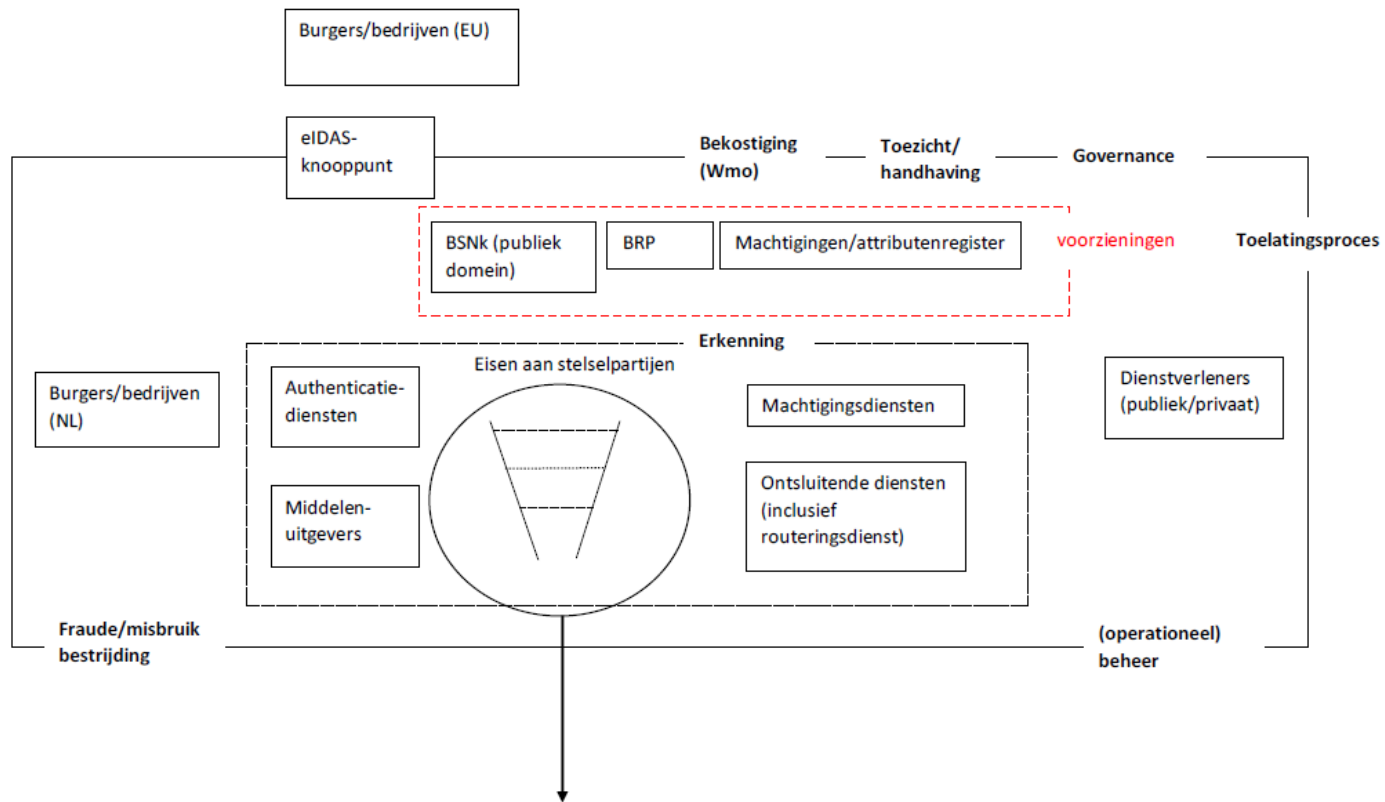 Burgers/bedrijven (EU)
eIDAS-
knooppunt
Bekostiging
(Wmo)
Toezicht/
handhaving
Governance
BSNk (publiek
domein)
BRP
Machtigingen/attributenregister
voorzieningen
Toelatingsproces
Erkenning
Eisen aan stelselpartijen
Burgers/bedrijven
(NL)
Authenticatie-
diensten
Machtigingsdiensten
Dienstverleners
(publiek/privaat)
Middelen-
uitgevers
Ontsluitende diensten
(inclusief
routeringsdienst)
Fraude/misbruik
bestrijding
(operationeel)
beheer